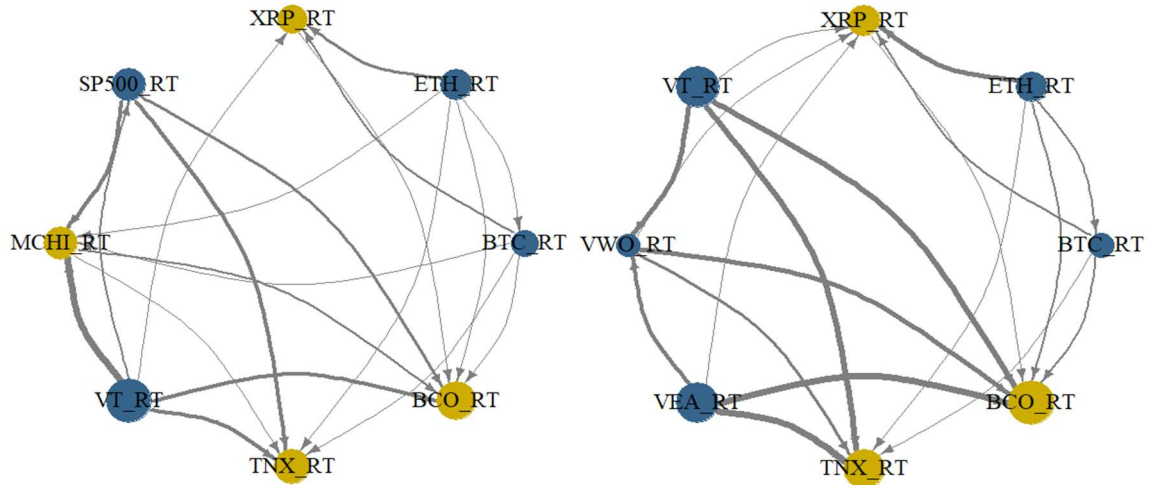 XRP_RT
SP500_RT
ETH_RT
MCHI_RT
BTC_RT
VT_RT
BCO_RT
TNX_RT
XRP_RT
VT_RT
ETH_RT
VWO_RT
BTC_RT
VEA_RT
BCO_RT
TNX_RT